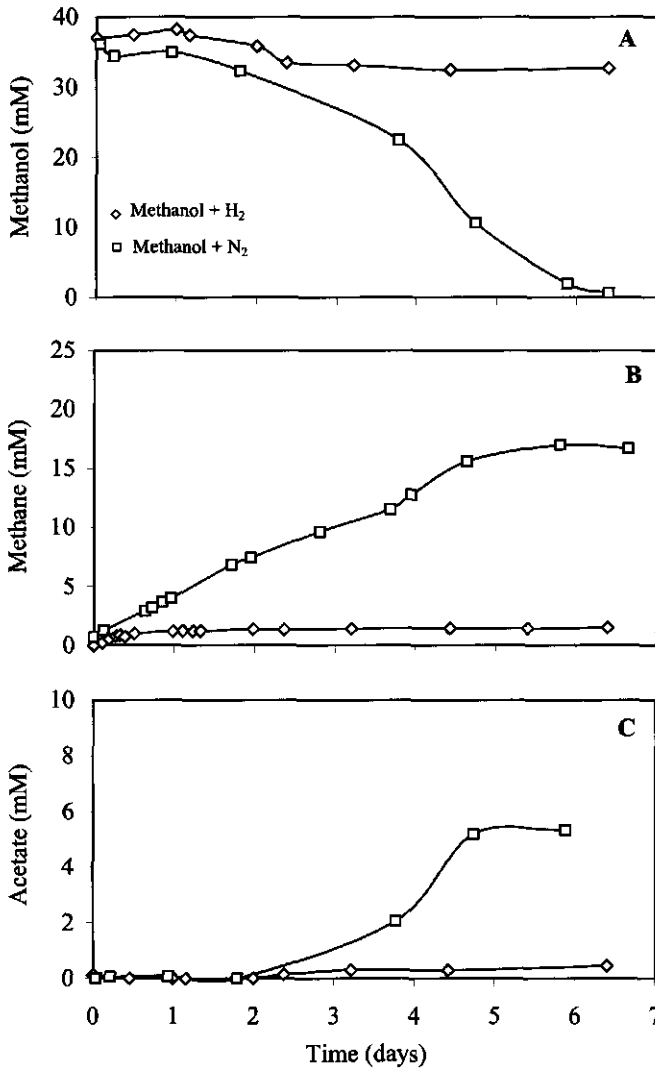 40
A
30
Methanol (mM)
20
◇ Methanol + H₂
10
□ Methanol + N₂
0
25
B
20
Methane (mM)
15
10
5
0
10
C
8
Acetate (mM)
6
4
2
0
0 1 2 3 4 5 6 7
Time (days)